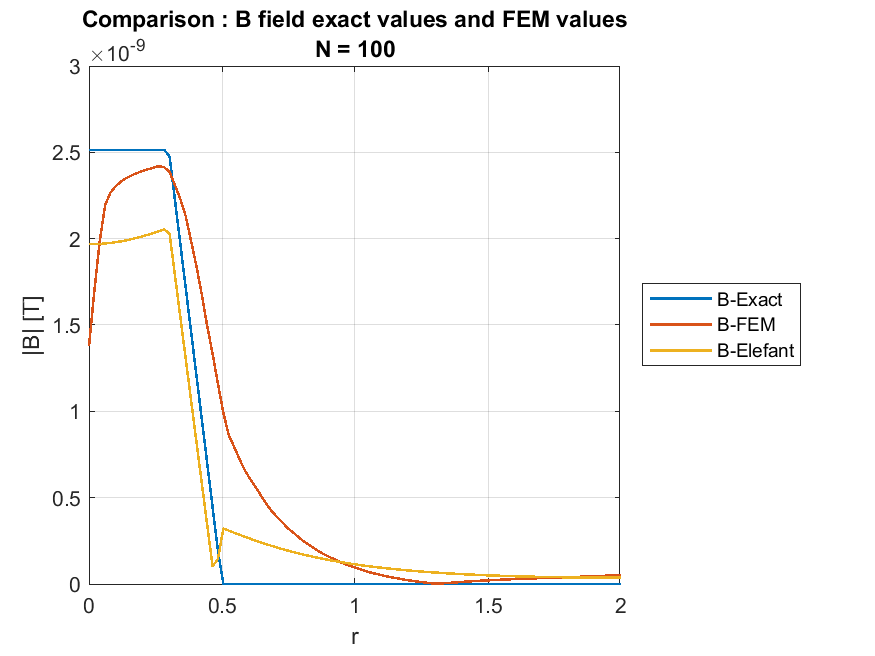 Comparison : B field exact values and FEM values
N = 100
×10-9
3
2.5
2
1.5
1
0.5
0
|B| [T]
0
0.5
1
1.5
2
r
B-Exact
B-FEM
B-Elefant